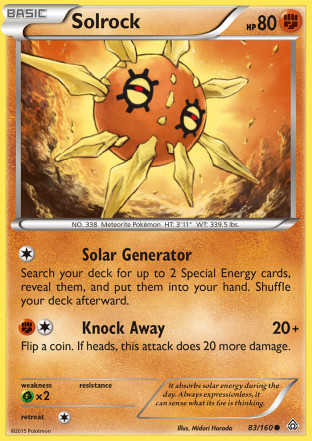 BASIC
Solrock
HP 80
NO. 338 Meteorite Pokémon HT: 3'11" WT: 339.5 lbs.
Solar Generator
Search your deck for up to 2 Special Energy cards,
reveal them, and put them into your hand. Shuffle
your deck afterward.
Knock Away 20+
Flip a coin. If heads, this attack does 20 more damage.
weakness
resistance
×2
retreat
It absorbs solar energy during the
day. Always expressionless, it
can sense what its foe is thinking.
©2015 Pokémon
Illus. Midori Harada
83/160